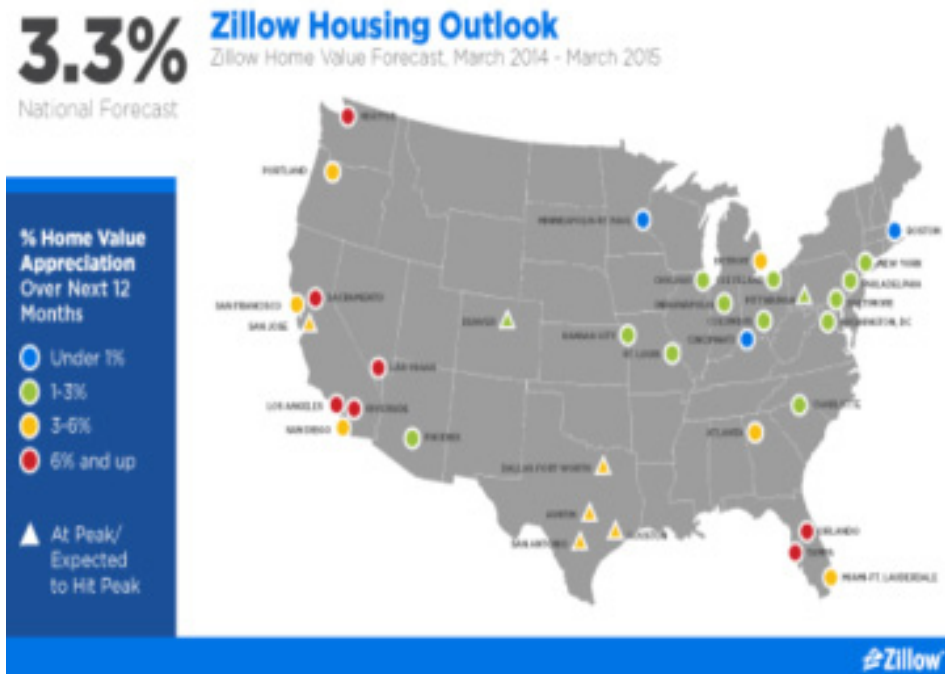 3.3%
National Forecast
Zillow Housing Outlook
Zillow Home Value Forecast, March 2014 - March 2015
% Home Value
Appreciation
Over Next 12
Months
Under 1%
1-3%
3-6%
6% and up
At Peak/
Expected
to Hit Peak
SEATTLE
PORTLAND
MINNEAPOLIS-ST PAUL
BOSTON
DETROIT
NEW YORK
CHICAGO
CLEVELAND
PHILADELPHIA
SAN FRANCISCO
SACRAMENTO
INDIANAPOLIS
PITTSBURGH
BALTIMORE
SAN JOSE
DENVER
COLUMBUS
WASHINGTON, DC
KANSAS CITY
CINCINNATI
ST LOUIS
LAS VEGAS
LOS ANGELES
RIVERSIDE
CHARLOTTE
SAN DIEGO
PHOENIX
ATLANTA
DALLAS-FORT WORTH
AUSTIN
HOUSTON
SAN ANTONIO
ORLANDO
TAMPA
MIAMI-FT. LAUDERDALE
Zillow